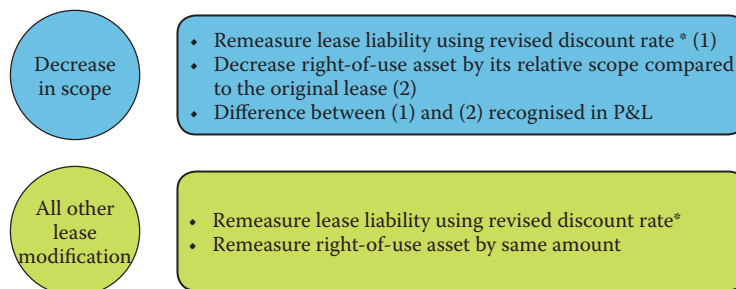 Decrease
in scope
⬩ Remeasure lease liability using revised discount rate * (1)
⬩ Decrease right-of-use asset by its relative scope compared
to the original lease (2)
⬩ Difference between (1) and (2) recognised in P&L
All other
lease
modification
⬩ Remeasure lease liability using revised discount rate*
⬩ Remeasure right-of-use asset by same amount